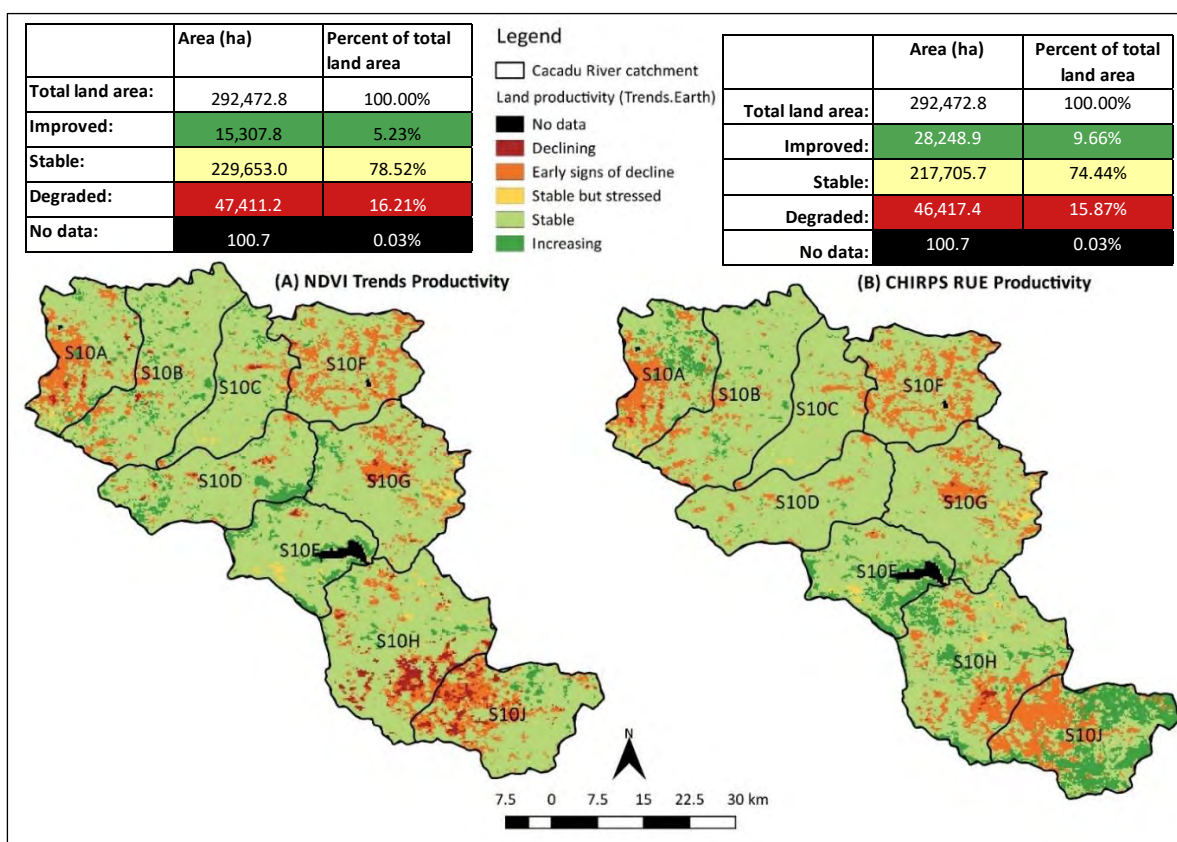 Area (ha) Percent of total
land area
Total land area: 292,472.8 100.00%
Improved: 15,307.8 5.23%
Stable: 229,653.0 78.52%
Degraded: 47,411.2 16.21%
No data: 100.7 0.03%
Legend
Cacadu River catchment
Land productivity (Trends.Earth)
No data
Declining
Early signs of decline
Stable but stressed
Stable
Increasing
Area (ha) Percent of total
land area
Total land area: 292,472.8 100.00%
Improved: 28,248.9 9.66%
Stable: 217,705.7 74.44%
Degraded: 46,417.4 15.87%
No data: 100.7 0.03%
(A) NDVI Trends Productivity
S10A
S10B
S10C
S10F
S10D
S10G
S10E
S10H
S10J
(B) CHIRPS RUE Productivity
S10A
S10B
S10C
S10F
S10D
S10G
S10E
S10H
S10J
N
7.5 0 7.5 15 22.5 30 km